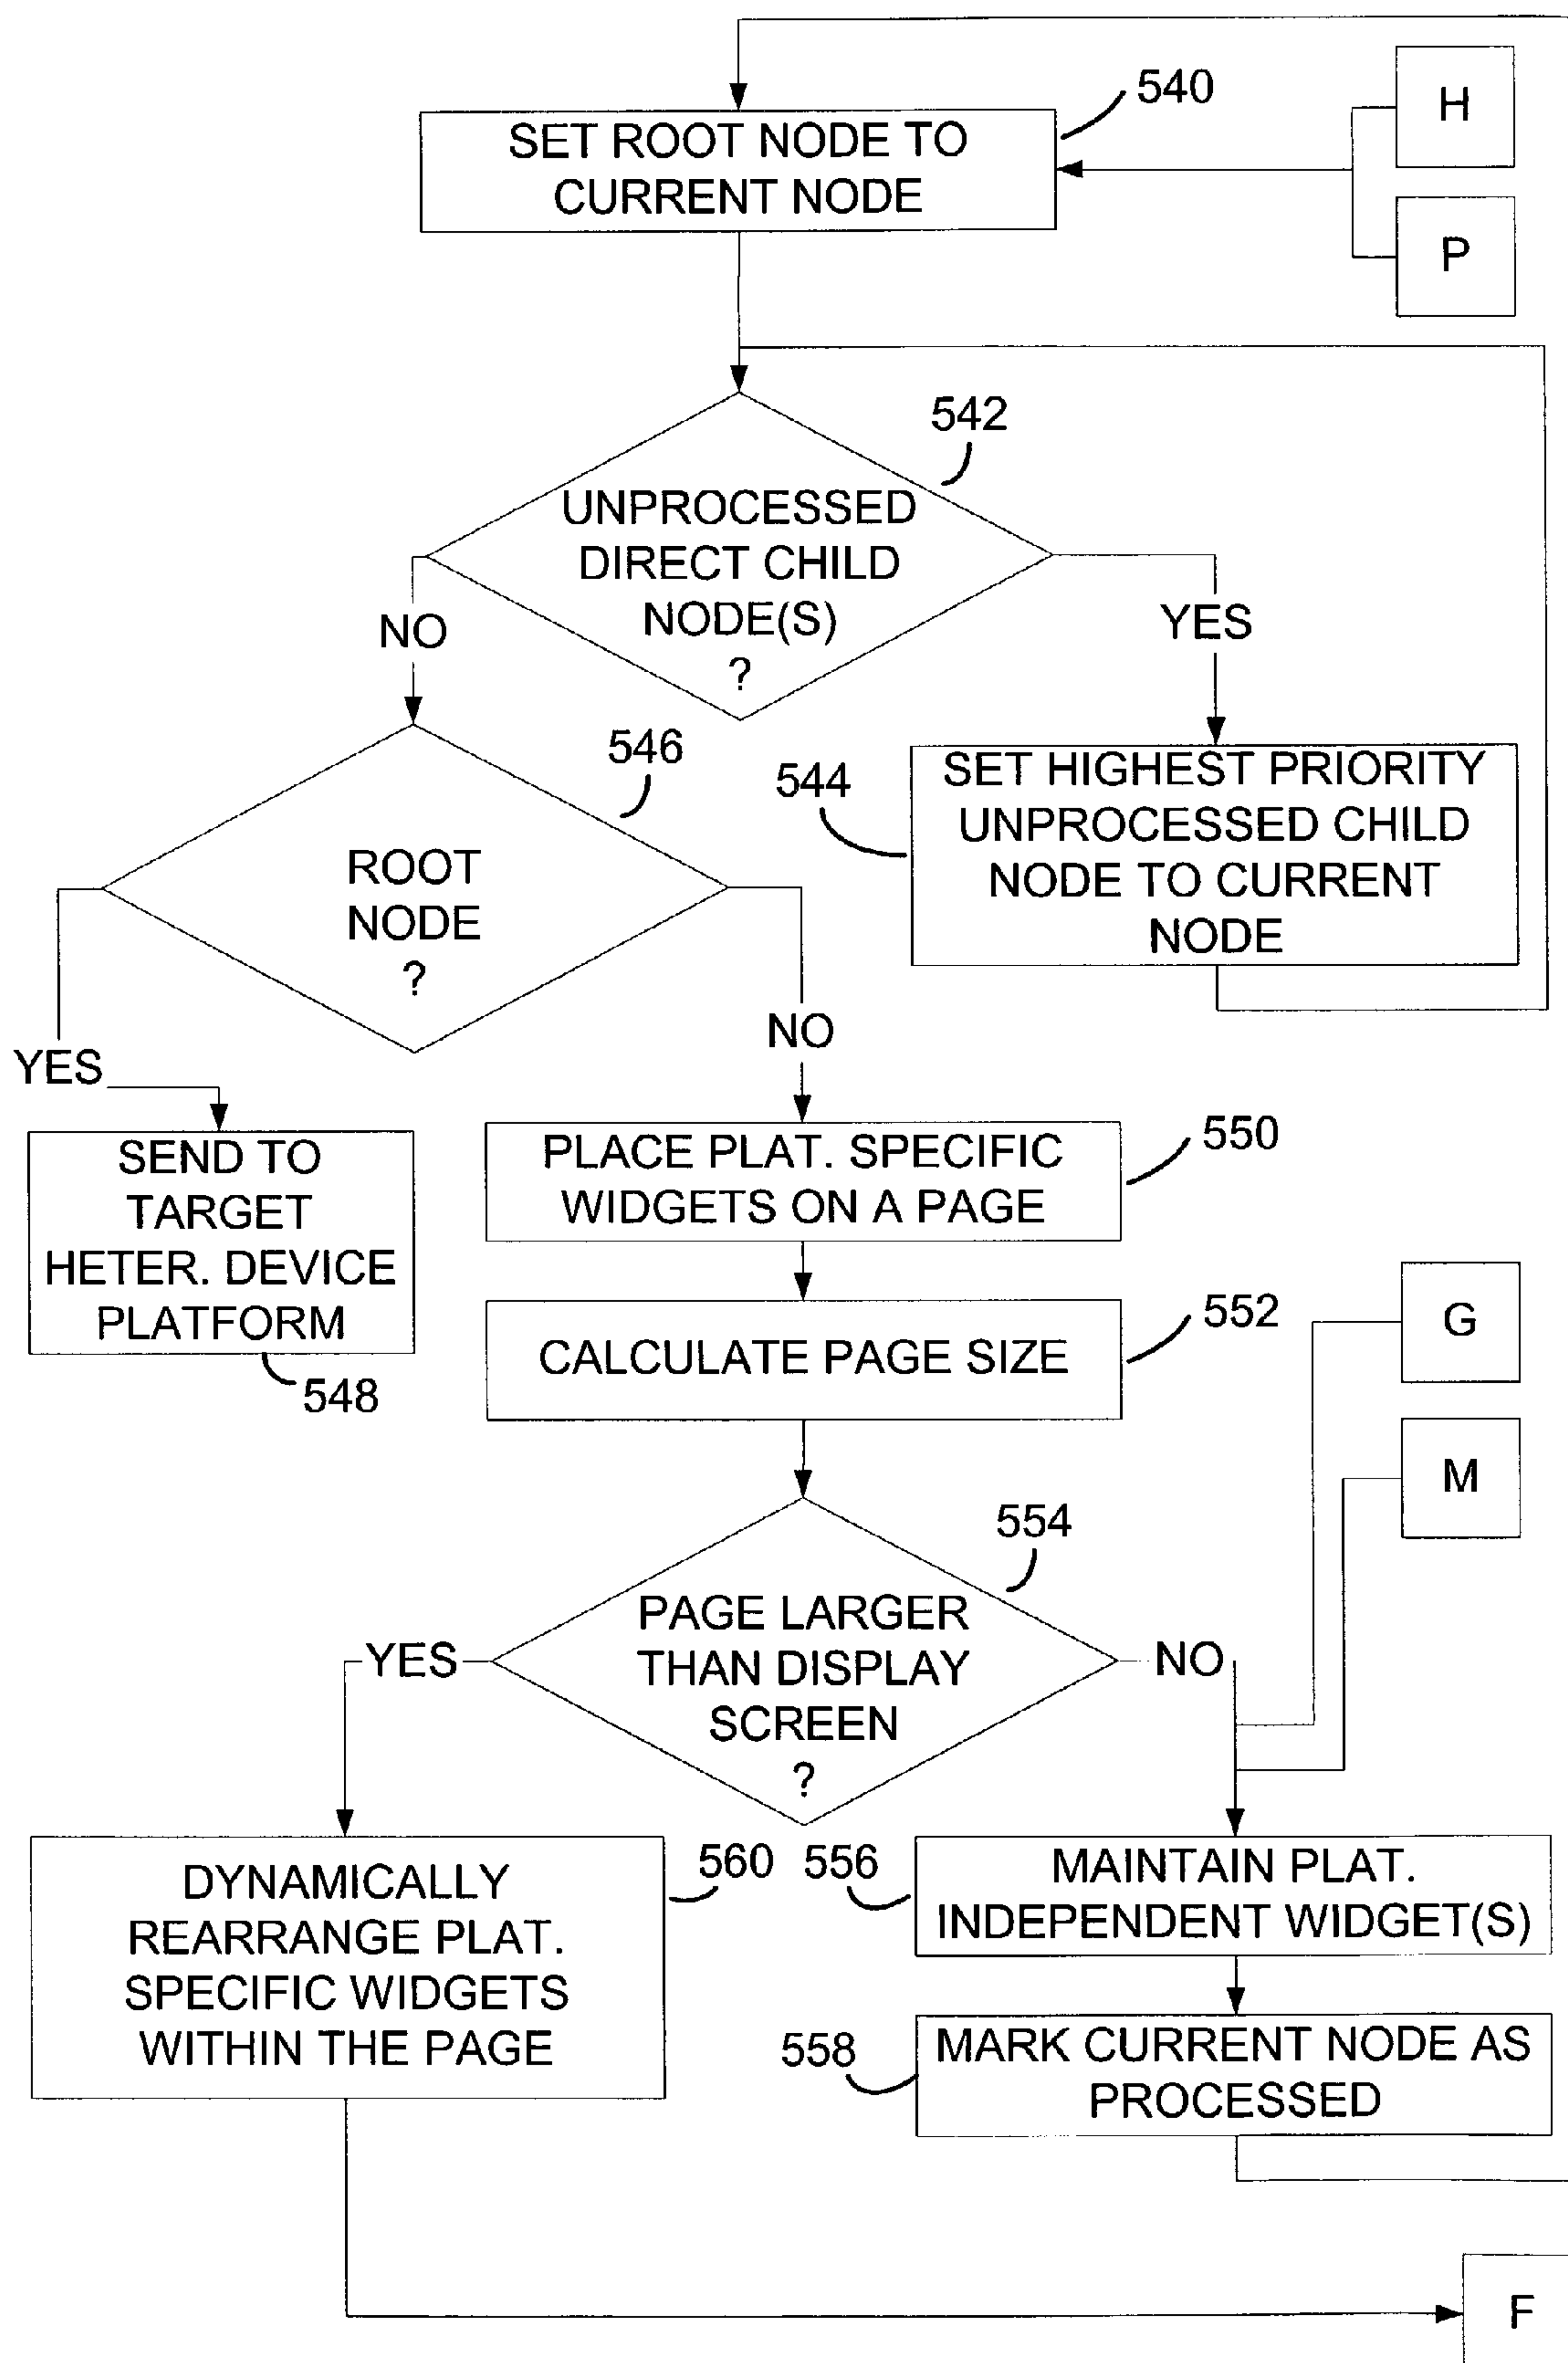 540
H
SET ROOT NODE TO
CURRENT NODE
P
542
UNPROCESSED
DIRECT CHILD
NODE(S)
?
NO
YES
546
544
SET HIGHEST PRIORITY
UNPROCESSED CHILD
NODE TO CURRENT
NODE
ROOT
NODE
?
NO
YES
SEND TO
TARGET
HETER. DEVICE
PLATFORM
548
550
PLACE PLAT. SPECIFIC
WIDGETS ON A PAGE
552
CALCULATE PAGE SIZE
G
M
554
PAGE LARGER
THAN DISPLAY
SCREEN
?
YES
NO
560
556
DYNAMICALLY
REARRANGE PLAT.
SPECIFIC WIDGETS
WITHIN THE PAGE
MAINTAIN PLAT.
INDEPENDENT WIDGET(S)
558
MARK CURRENT NODE AS
PROCESSED
F